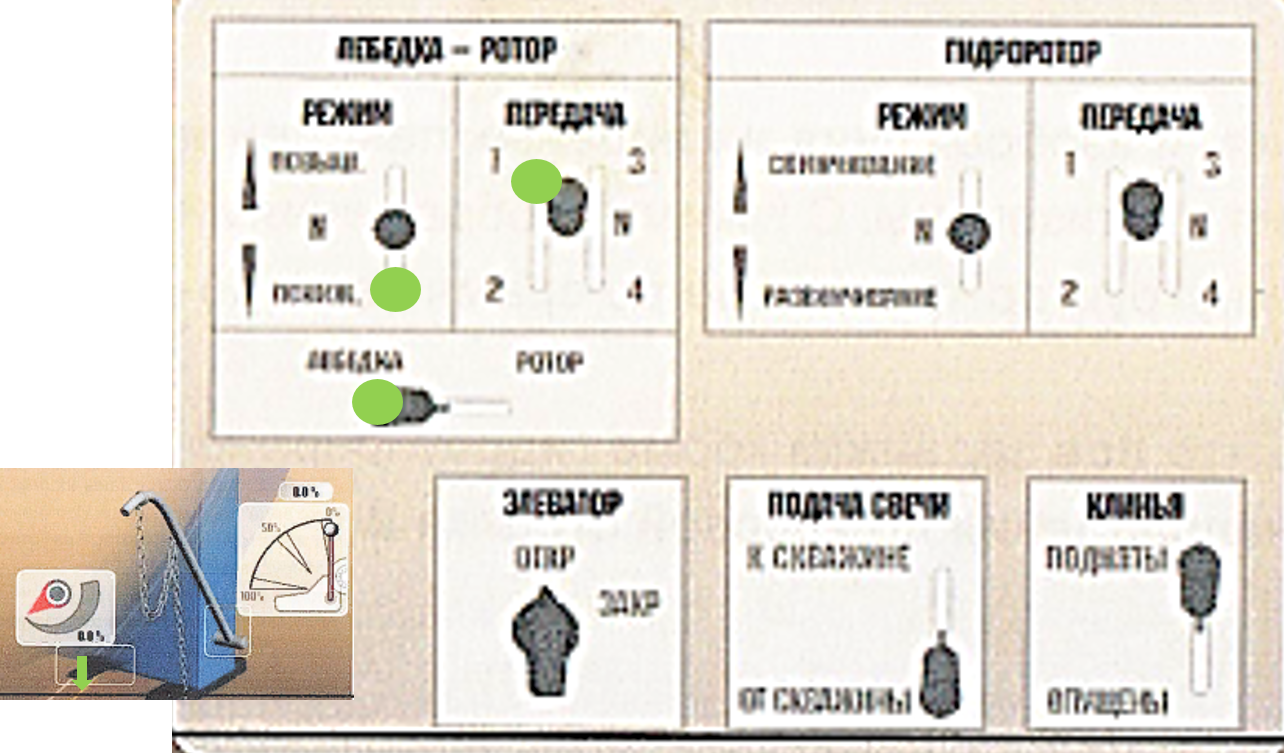 ЛЕБЕДКА – РОТОР
РЕЖИМ
ПОВЫШ.
N
ПОНИЖ.
ПЕРЕДАЧА
1
3
N
2
4
ЛЕБЕДКА
РОТОР
ГИДРОРОТОР
РЕЖИМ
СВИНЧИВАНИЕ
N
РАЗВИНЧИВАНИЕ
ПЕРЕДАЧА
1
3
N
2
4
0.0 %
0%
50%
100%
0.0 %
ЭЛЕВАТОР
ОТКР
ЗАКР
ПОДАЧА СВЕЧИ
К СКВАЖИНЕ
ОТ СКВАЖИНЫ
КЛИНЬЯ
ПОДНЯТЫ
ОПУЩЕНЫ